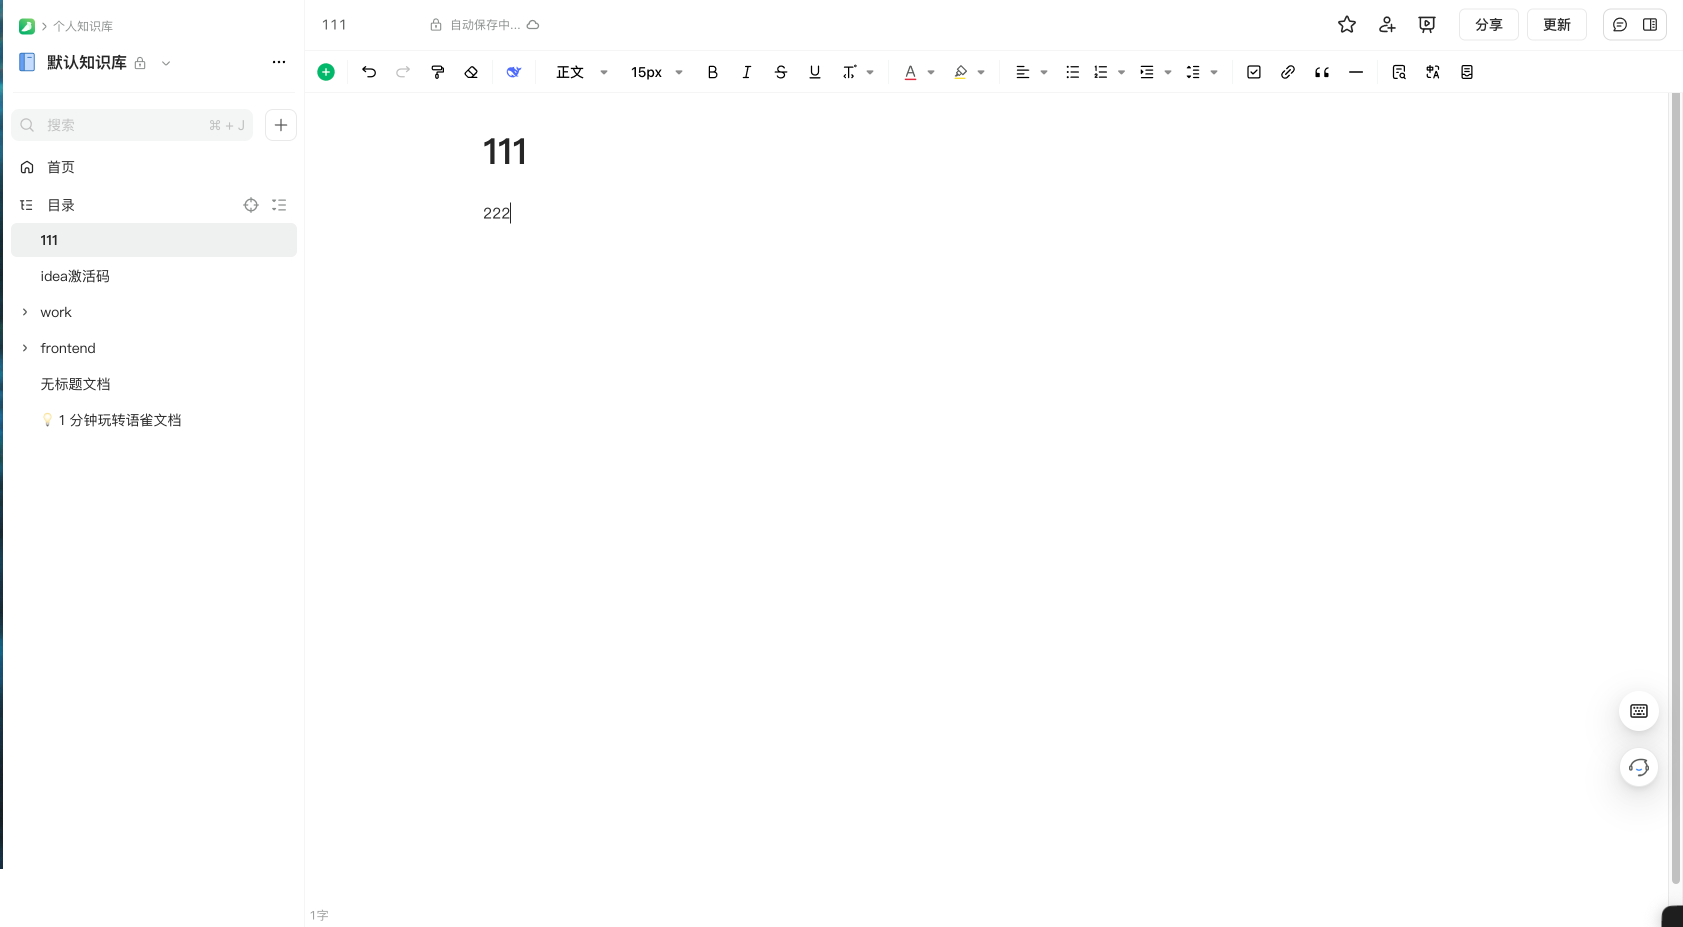 个人知识库
默认知识库
搜索 ⌘ + J
首页
目录
111
idea激活码
work
frontend
无标题文档
1 分钟玩转语雀文档
111 自动保存中...
分享 更新
正文 15px
111
222
1字